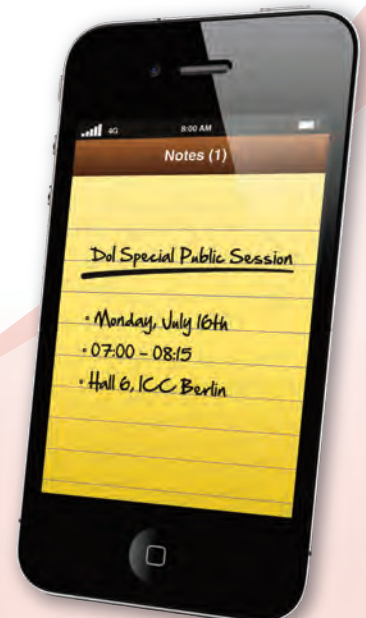 4G 8:00 AM
Notes (1)
DoI Special Public Session
• Monday, July 16th
• 07:00 - 08:15
• Hall 6, ICC Berlin